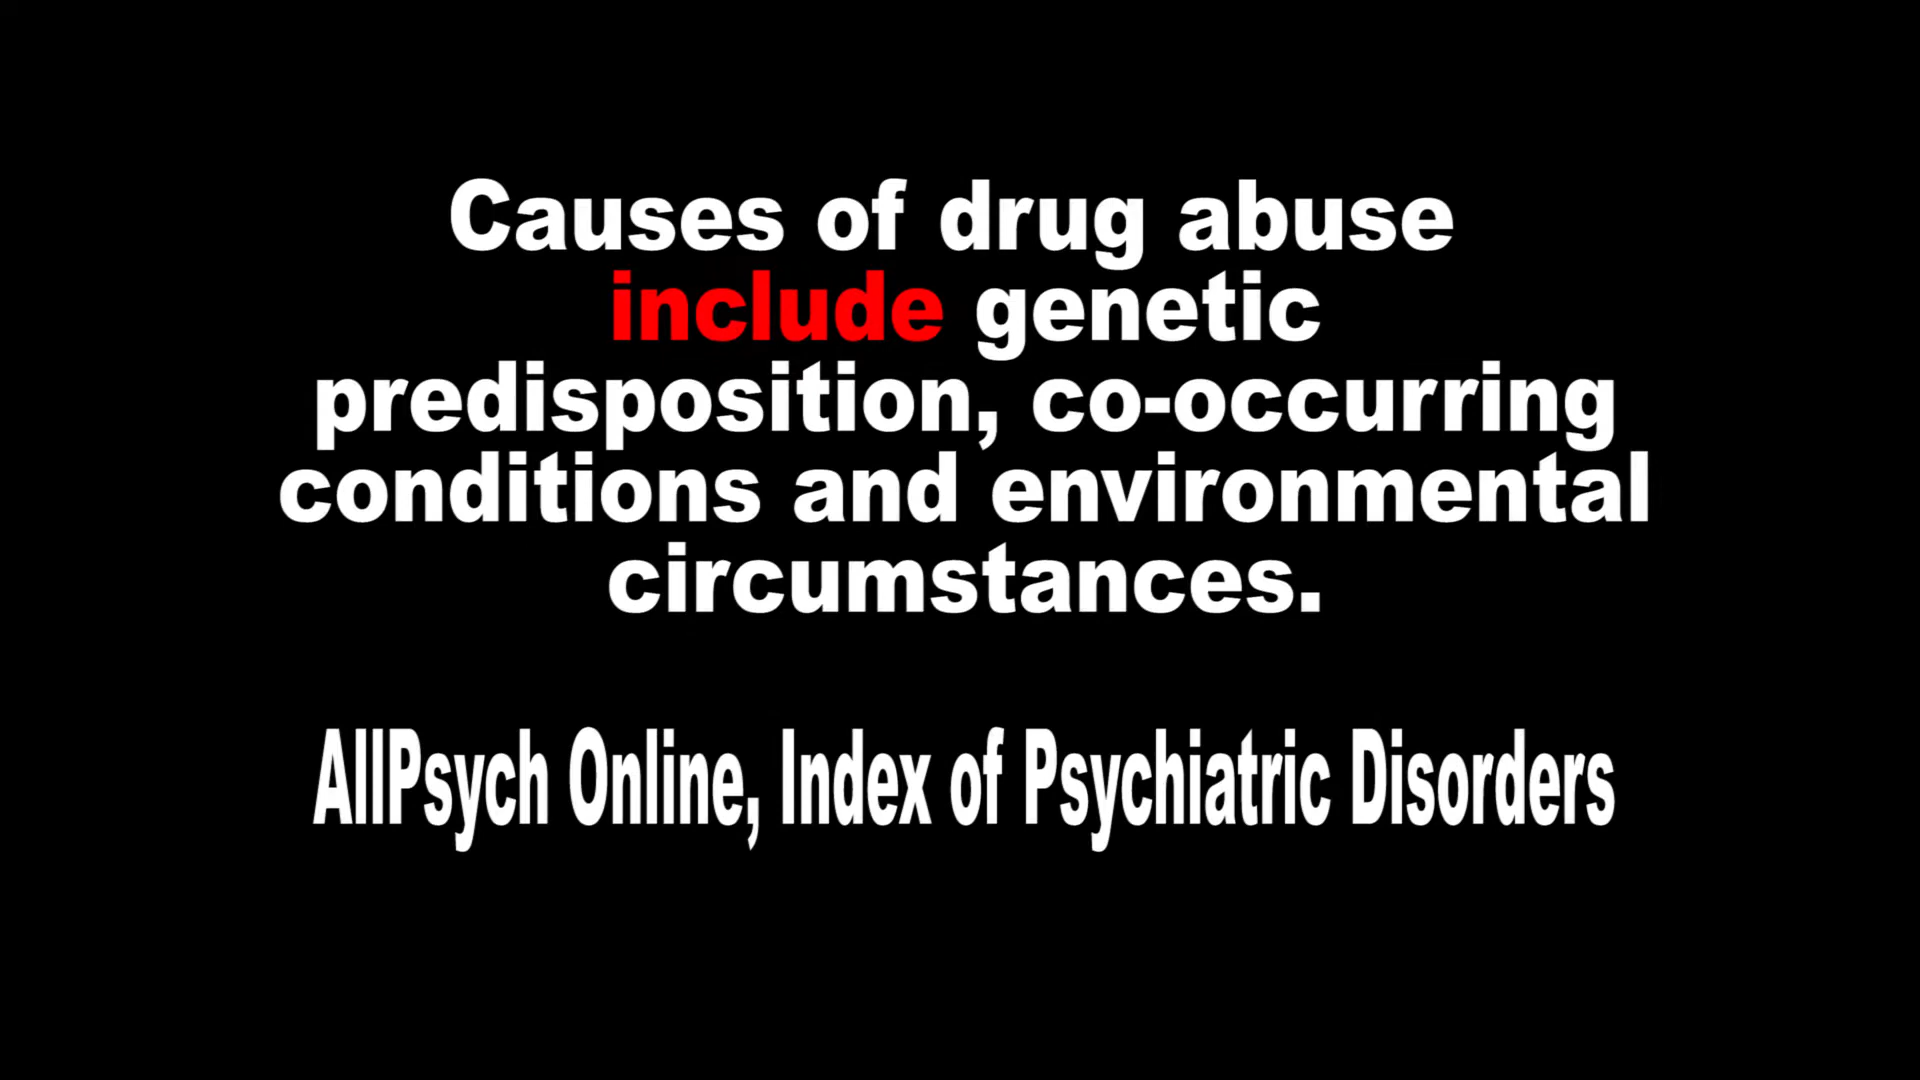 Causes of drug abuse
include genetic
predisposition, co-occurring
conditions and environmental
circumstances.
AllPsych Online, Index of Psychiatric Disorders